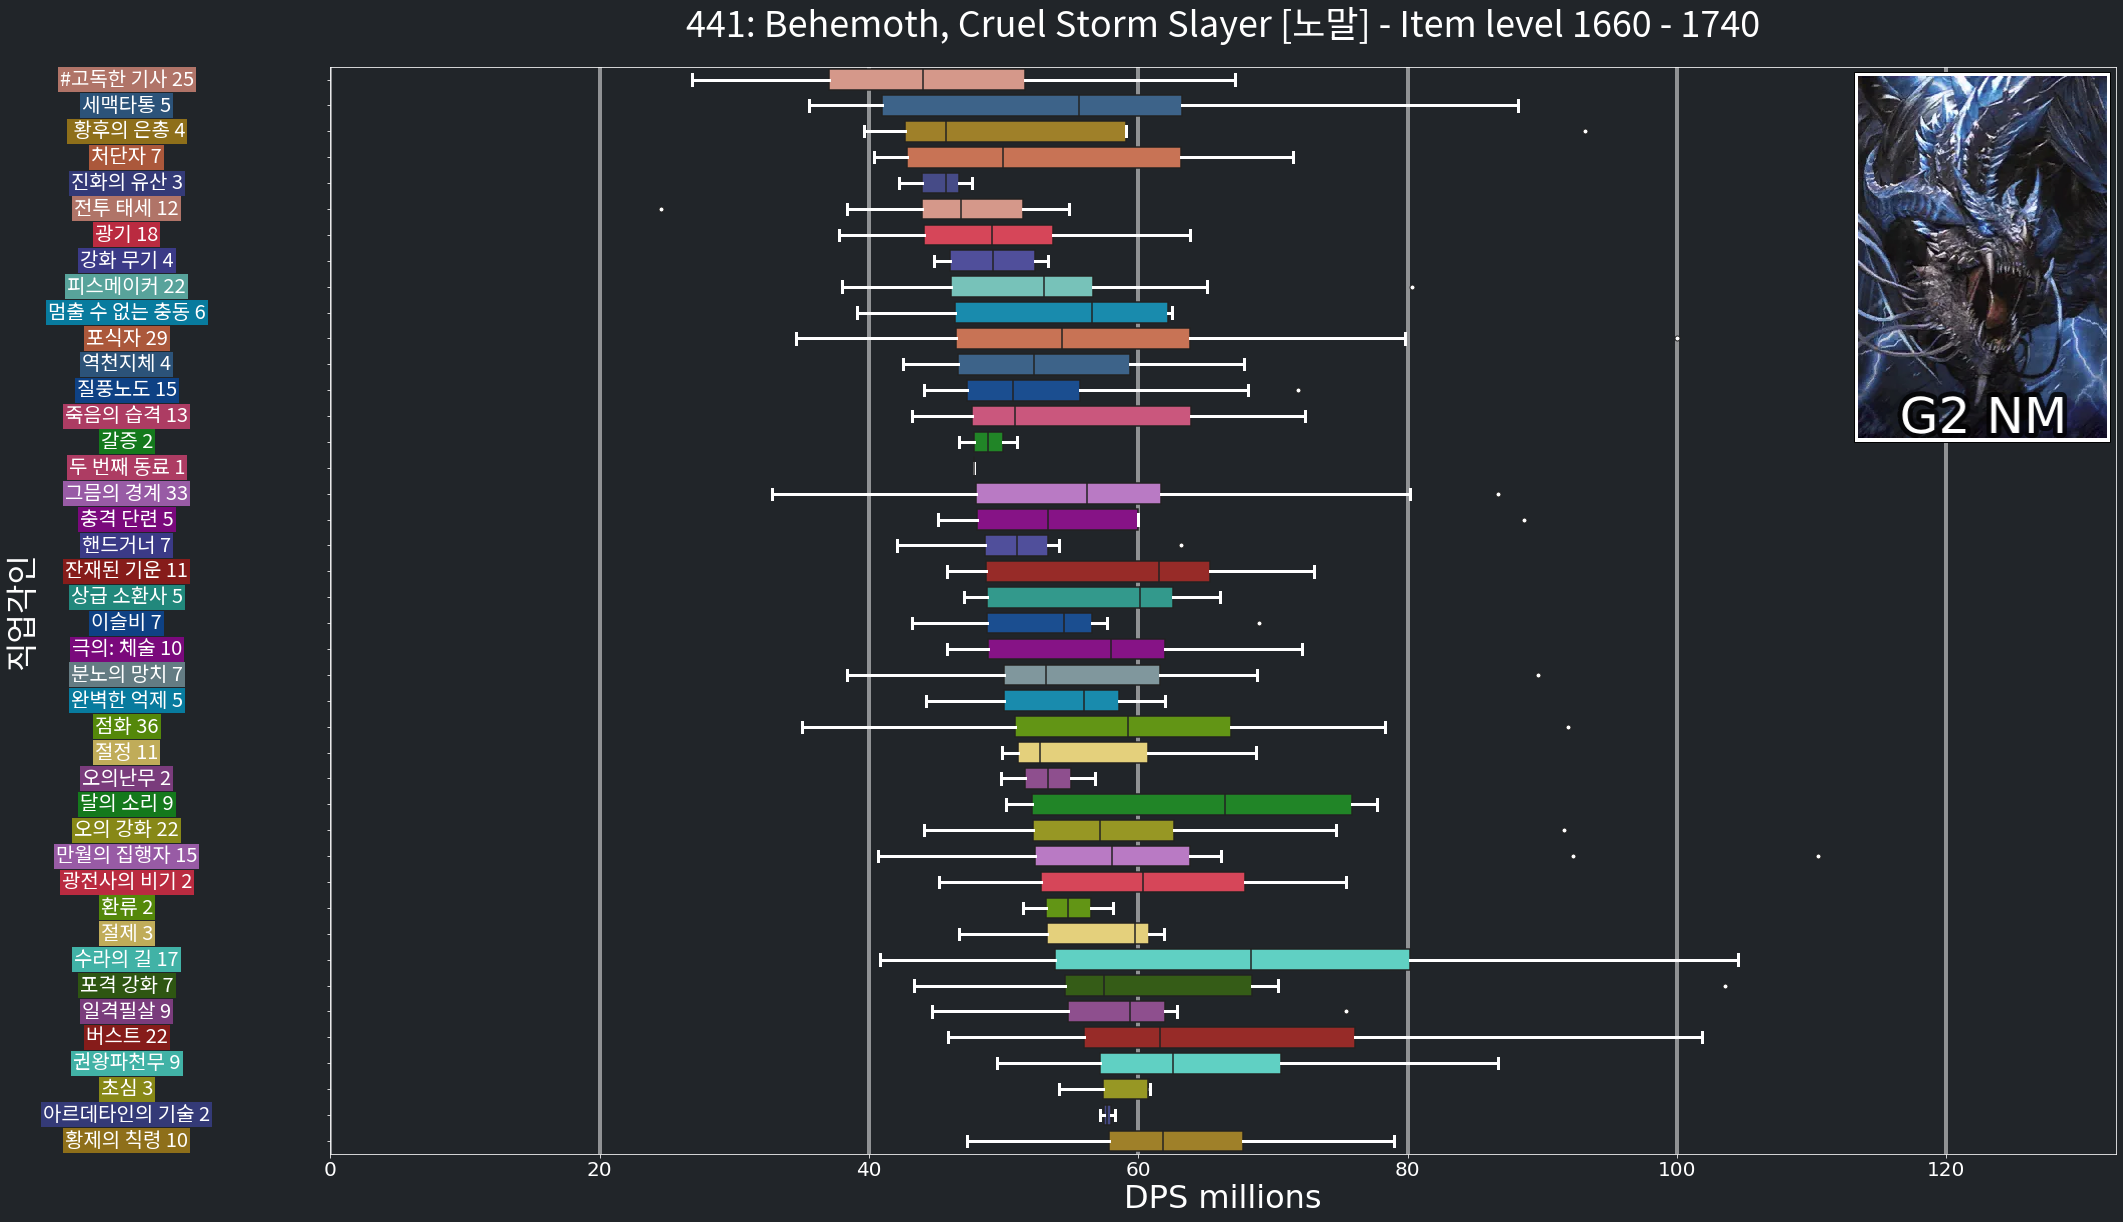 441: Behemoth, Cruel Storm Slayer [노말] - Item level 1660 - 1740
#고독한 기사 25
세맥타통 5
황후의 은총 4
처단자 7
진화의 유산 3
전투 태세 12
광기 18
강화 무기 4
피스메이커 22
멈출 수 없는 충동 6
포식자 29
역천지체 4
질풍노도 15
죽음의 습격 13
갈증 2
두 번째 동료 1
그믐의 경계 33
충격 단련 5
핸드거너 7
잔재된 기운 11
상급 소환사 5
이슬비 7
극의: 체술 10
분노의 망치 7
완벽한 억제 5
점화 36
절정 11
오의난무 2
달의 소리 9
오의 강화 22
만월의 집행자 15
광전사의 비기 2
환류 2
절제 3
수라의 길 17
포격 강화 7
일격필살 9
버스트 22
권왕파천무 9
초심 3
아르데타인의 기술 2
황제의 칙령 10
직업각인
G2 NM
0 20 40 60 80 100 120
DPS millions